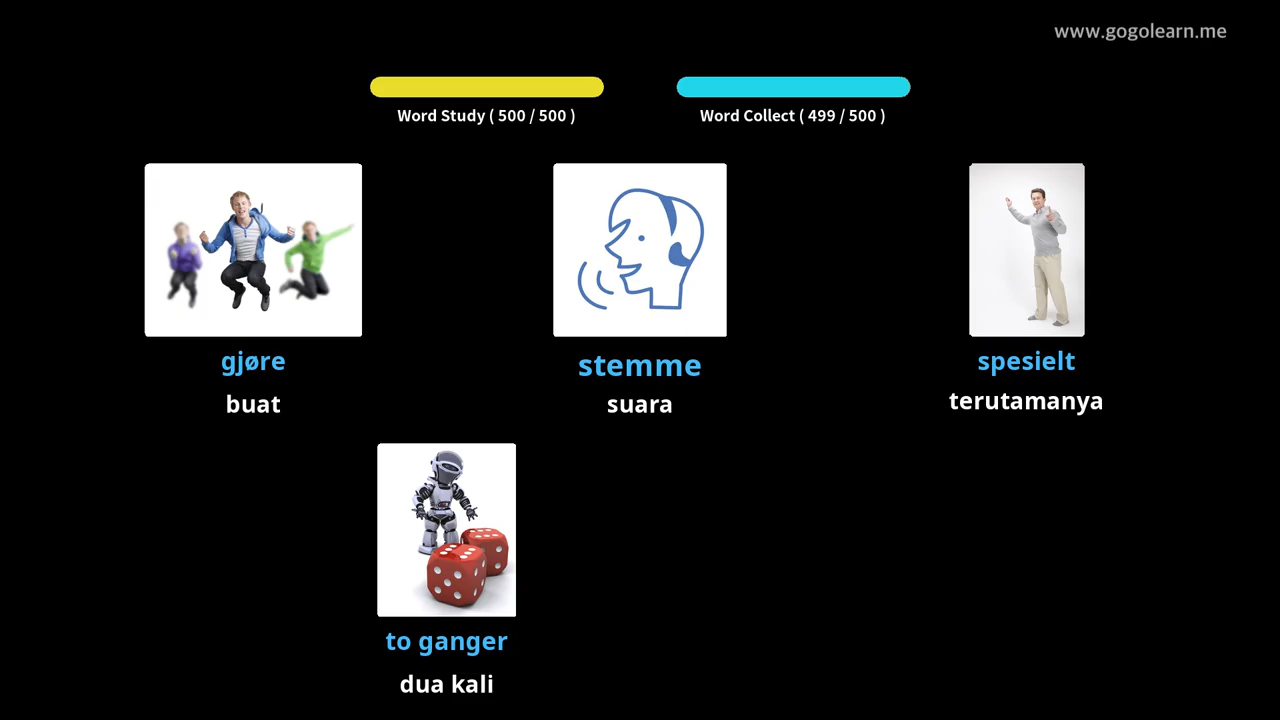 www.gogolearn.me
Word Study ( 500 / 500 )
Word Collect ( 499 / 500 )
gjøre
buat
stemme
suara
spesielt
terutamanya
to ganger
dua kali